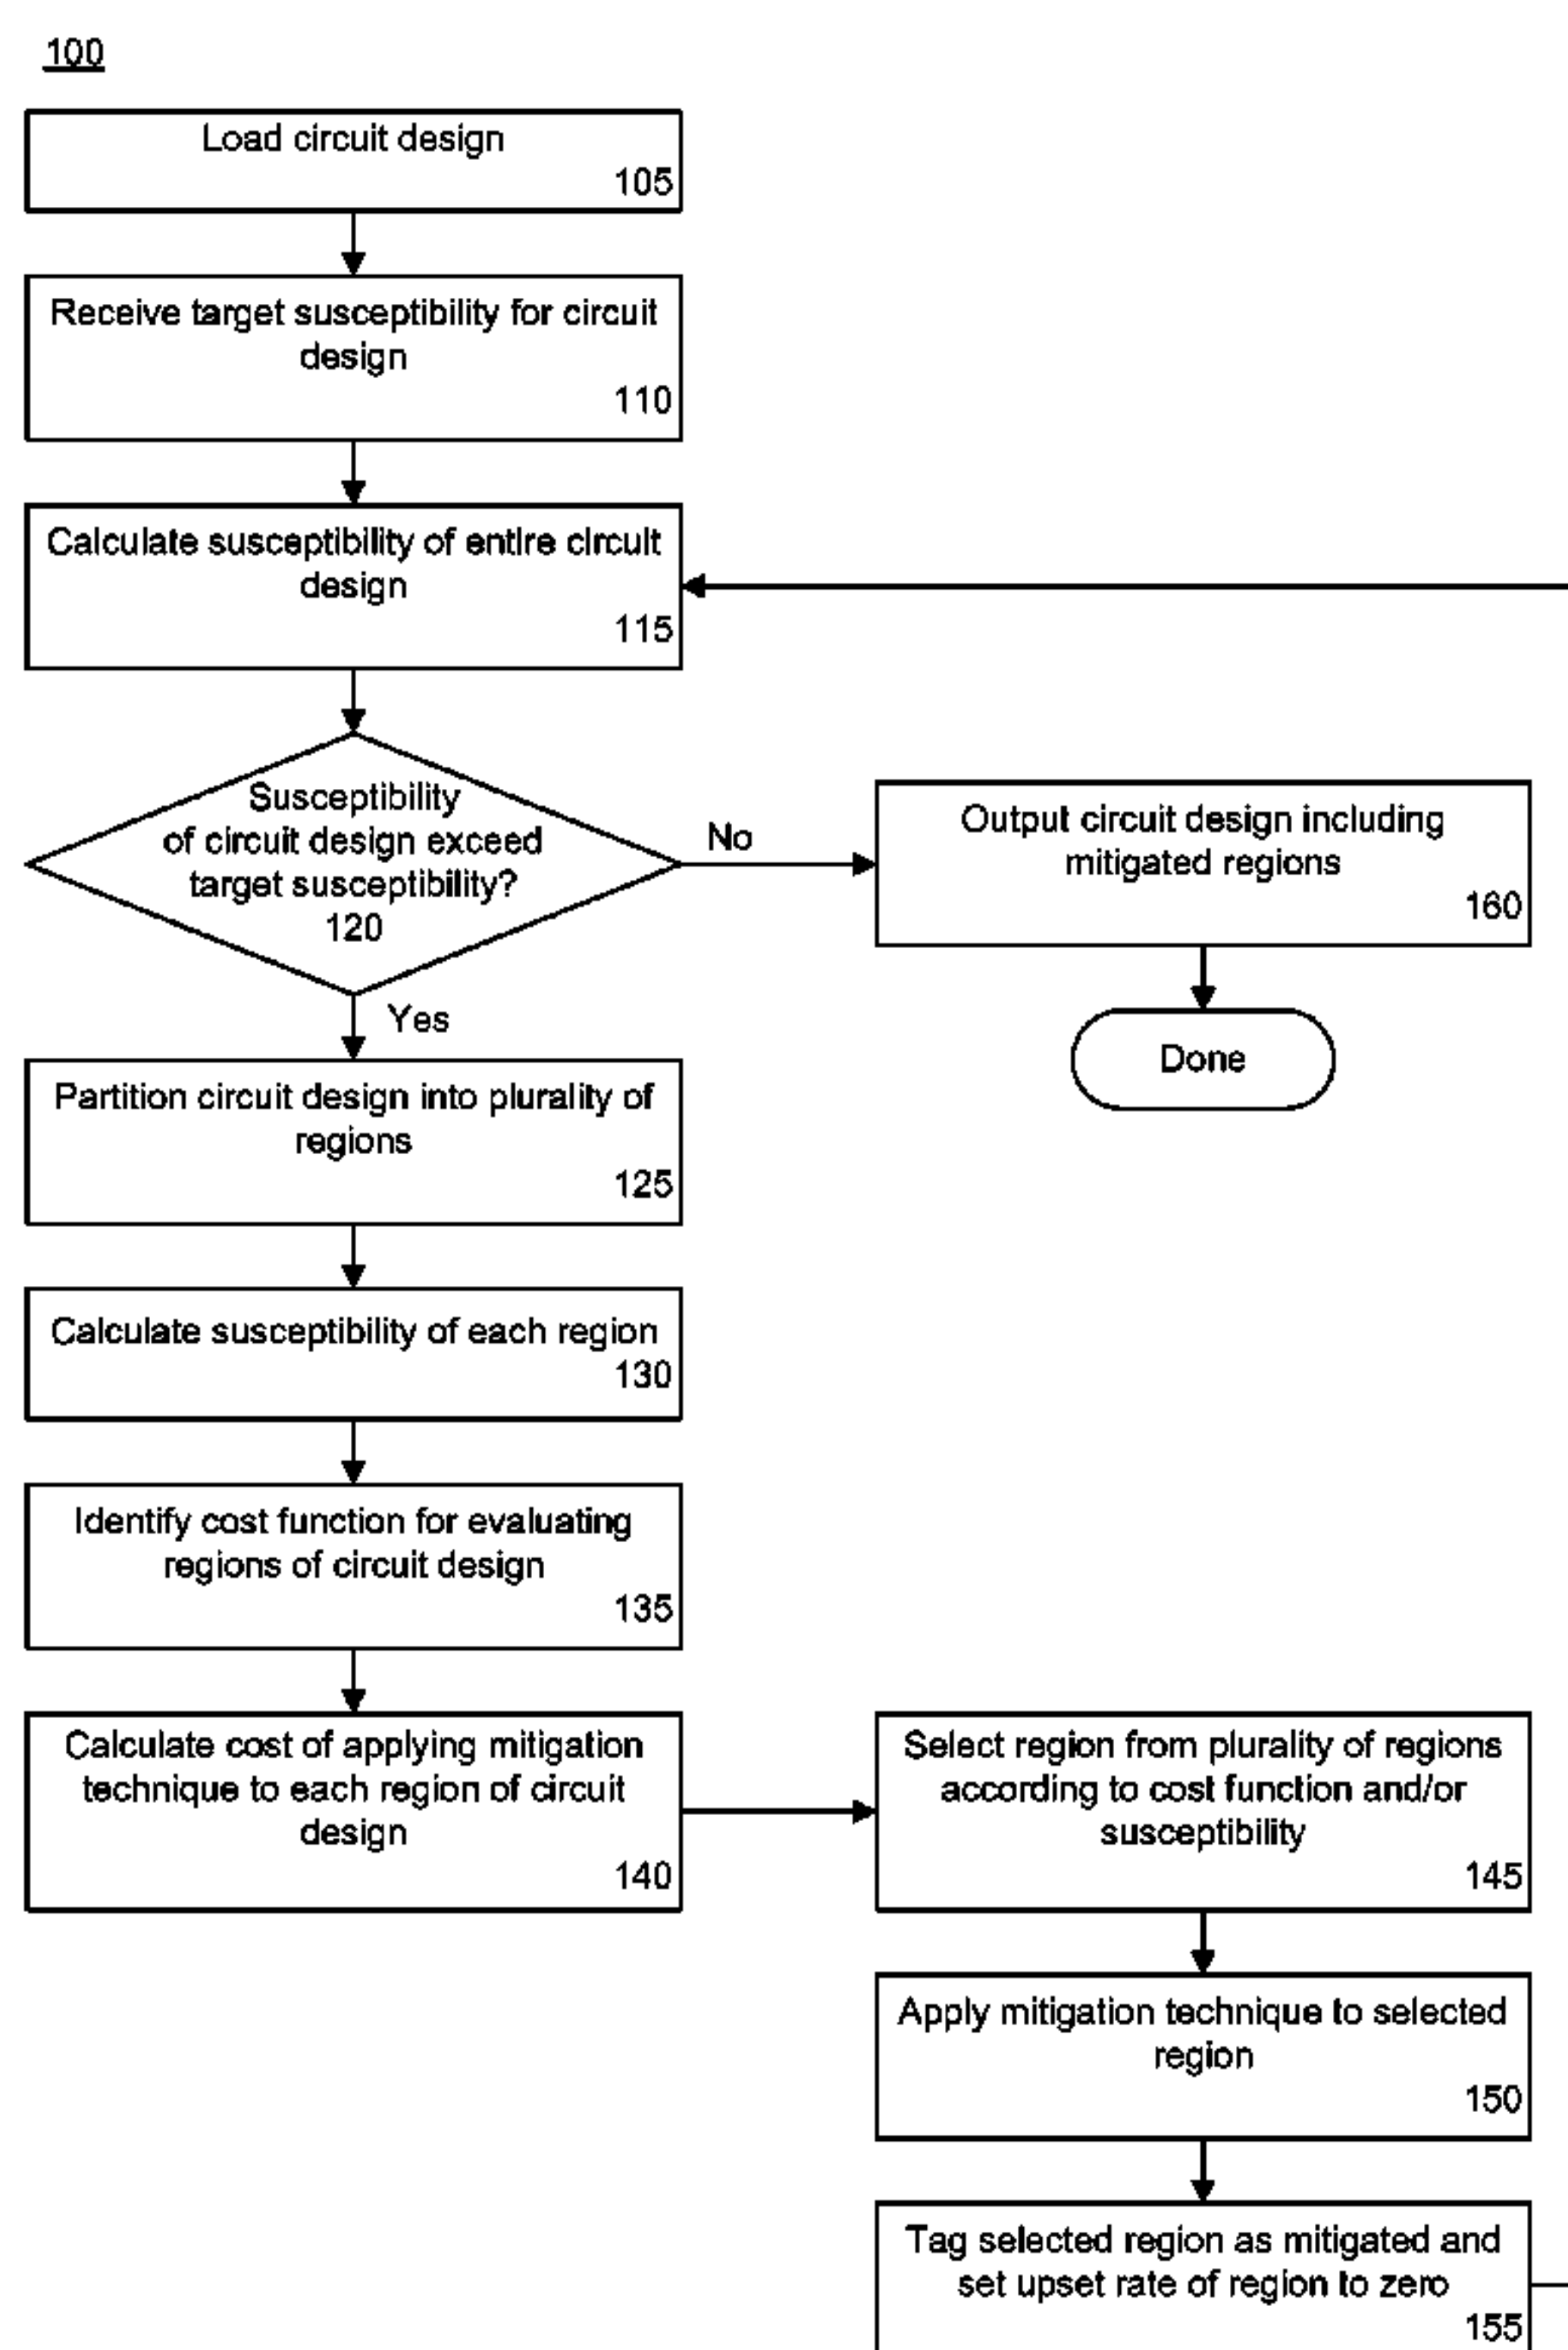 100
Load circuit design
105
Receive target susceptibility for circuit
design
110
Calculate susceptibility of entire circuit
design
115
Susceptibility
of circuit design exceed
target susceptibility?
120
No
Output circuit design including
mitigated regions
160
Yes
Done
Partition circuit design into plurality of
regions
125
Calculate susceptibility of each region
130
Identify cost function for evaluating
regions of circuit design
135
Calculate cost of applying mitigation
technique to each region of circuit
design
140
Select region from plurality of regions
according to cost function and/or
susceptibility
145
Apply mitigation technique to selected
region
150
Tag selected region as mitigated and
set upset rate of region to zero
155